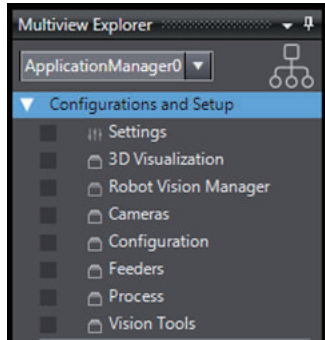 Multiview Explorer
ApplicationManager0
Configurations and Setup
Settings
3D Visualization
Robot Vision Manager
Cameras
Configuration
Feeders
Process
Vision Tools